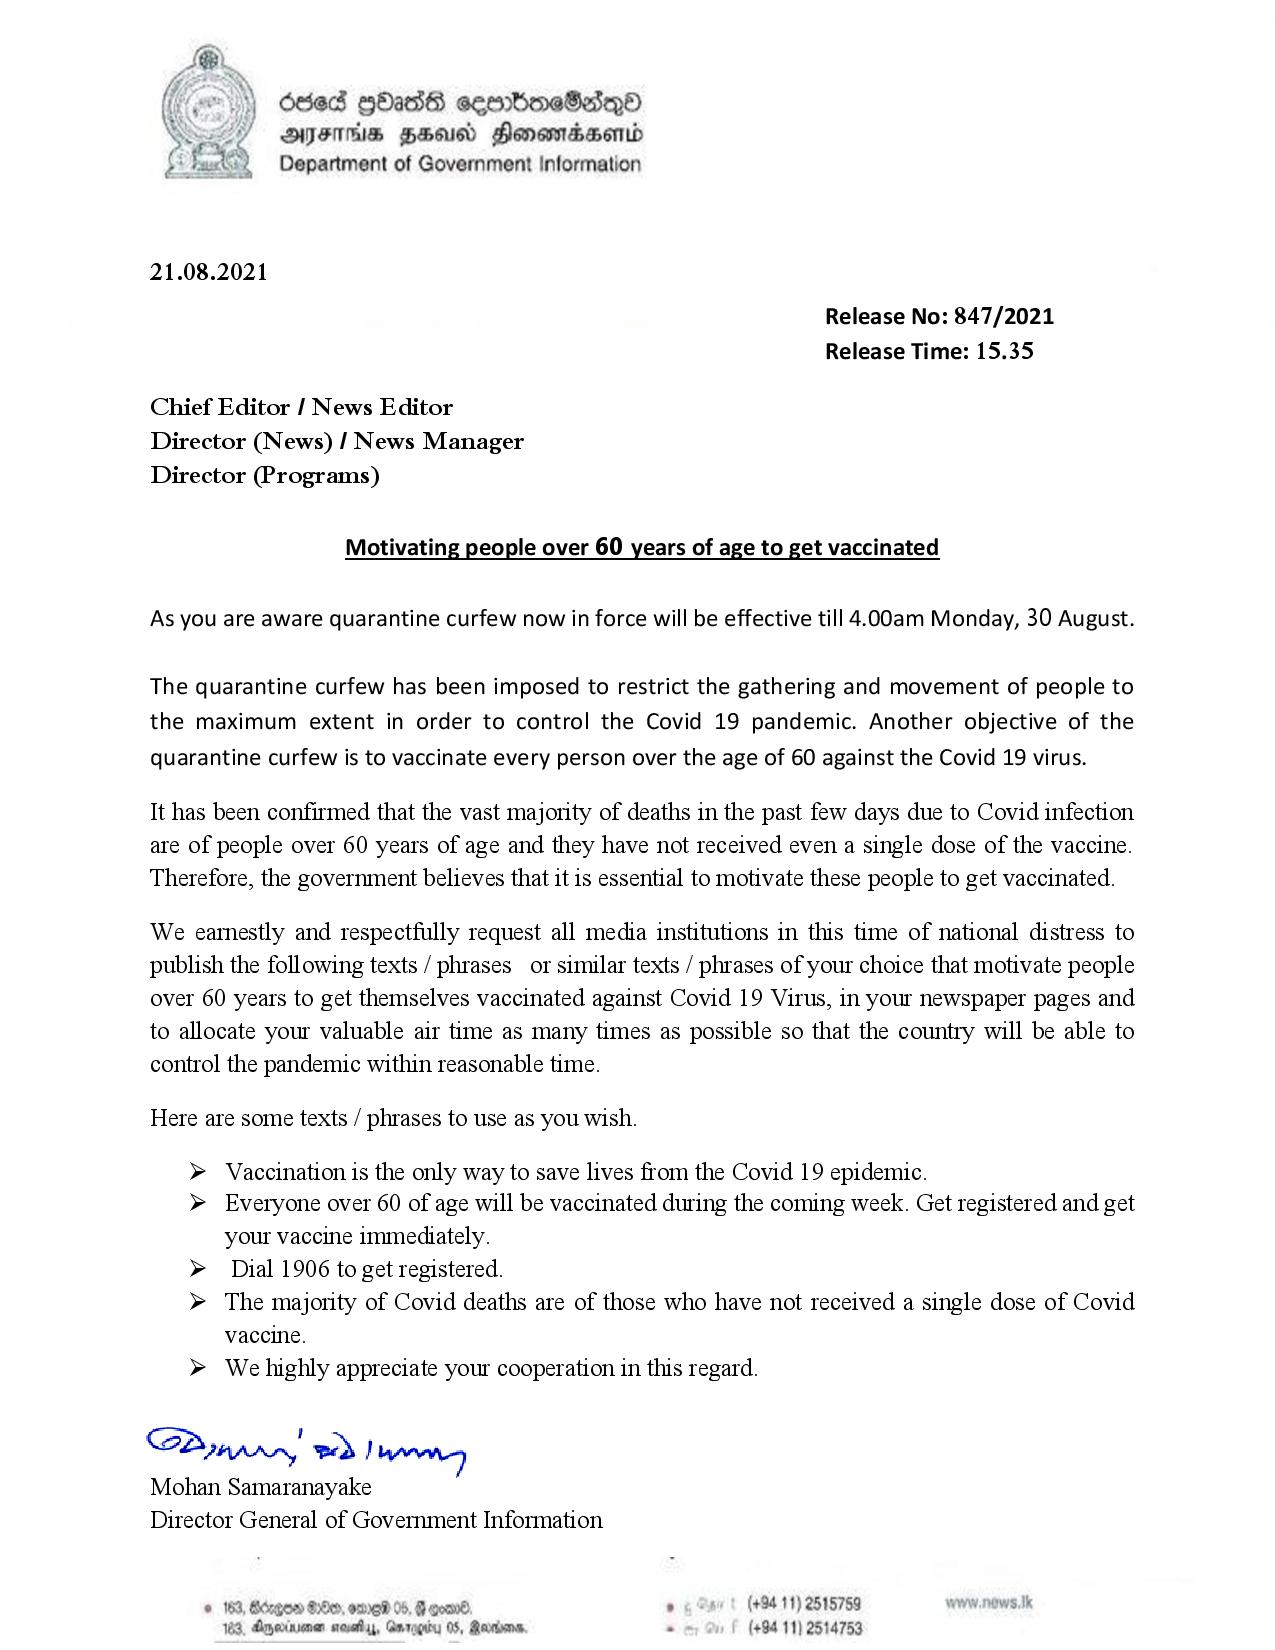 රජයේ ප්‍රවෘත්ති දෙපාර්තමේන්තුව
அரசாங்க தகவல் திணைக்களம்
Department of Government Information
21.08.2021
Release No: 847/2021
Release Time: 15.35
Chief Editor / News Editor
Director (News) / News Manager
Director (Programs)
Motivating people over 60 years of age to get vaccinated
As you are aware quarantine curfew now in force will be effective till 4.00am Monday, 30 August.
The quarantine curfew has been imposed to restrict the gathering and movement of people to
the maximum extent in order to control the Covid 19 pandemic. Another objective of the
quarantine curfew is to vaccinate every person over the age of 60 against the Covid 19 virus.
It has been confirmed that the vast majority of deaths in the past few days due to Covid infection
are of people over 60 years of age and they have not received even a single dose of the vaccine.
Therefore, the government believes that it is essential to motivate these people to get vaccinated.
We earnestly and respectfully request all media institutions in this time of national distress to
publish the following texts / phrases or similar texts / phrases of your choice that motivate people
over 60 years to get themselves vaccinated against Covid 19 Virus, in your newspaper pages and
to allocate your valuable air time as many times as possible so that the country will be able to
control the pandemic within reasonable time.
Here are some texts / phrases to use as you wish.
➢ Vaccination is the only way to save lives from the Covid 19 epidemic.
➢ Everyone over 60 of age will be vaccinated during the coming week. Get registered and get
your vaccine immediately.
➢ Dial 1906 to get registered.
➢ The majority of Covid deaths are of those who have not received a single dose of Covid
vaccine.
➢ We highly appreciate your cooperation in this regard.
Mohan Samaranayake
Director General of Government Information
163, කිරුළපන මාවත, කොළඹ 05, ශ්‍රී ලංකාව.
163, கிருலப்பனை எவனியூ, கொழும்பு 05, இலங்கை.
(+94 11) 2515759
(+94 11) 2514753
www.news.lk